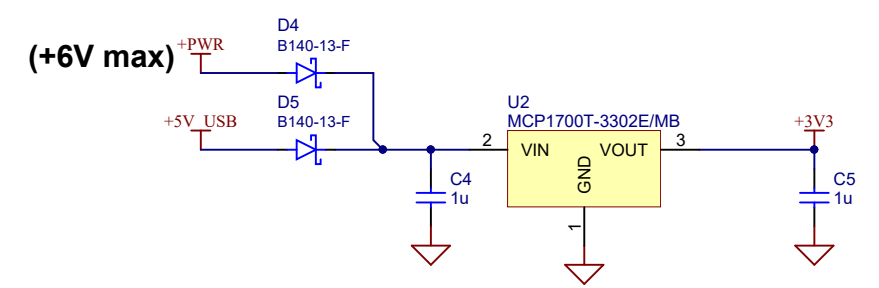 D4
B140-13-F
(+6V max)
+PWR
D5
B140-13-F
+5V_USB
U2
MCP1700T-3302E/MB
2
VIN
VOUT
3
GND
1
+3V3
C4
1u
C5
1u